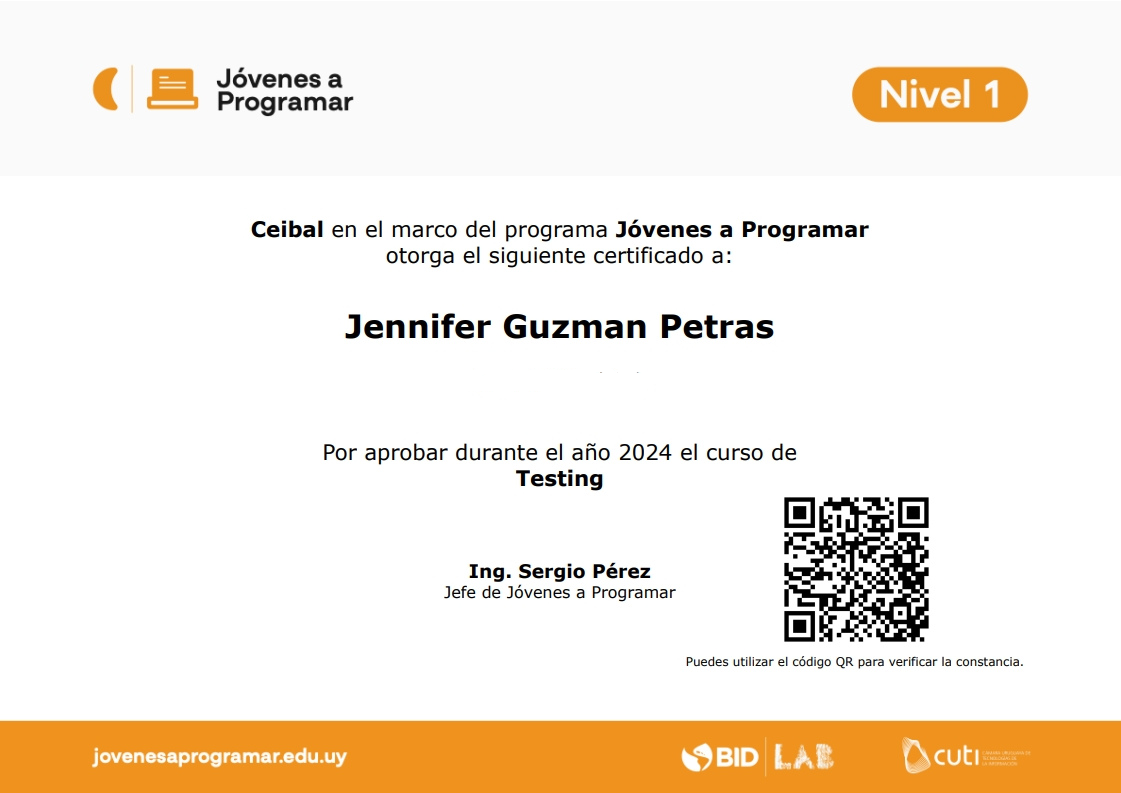 Jóvenes a
Programar
Nivel 1
Ceibal en el marco del programa Jóvenes a Programar
otorga el siguiente certificado a:
Jennifer Guzman Petras
Por aprobar durante el año 2024 el curso de
Testing
Ing. Sergio Pérez
Jefe de Jóvenes a Programar
Puedes utilizar el código QR para verificar la constancia.
jovenesaprogramar.edu.uy
BID LAB
cuti